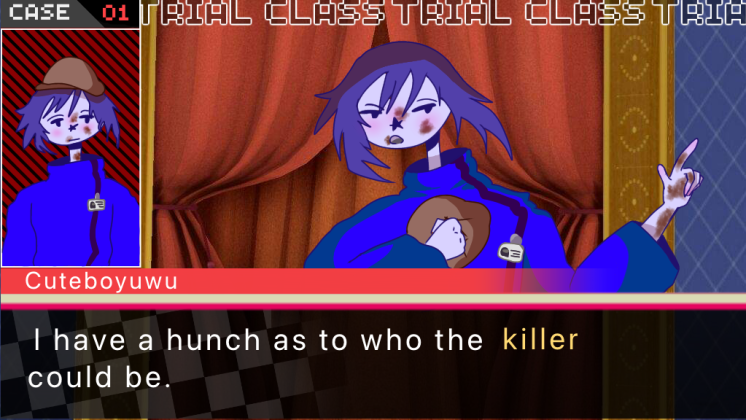 CASE 01
TRIAL CLASS TRIAL CLASS TRIA
Cuteboyuwu
I have a hunch as to who the killer
could be.